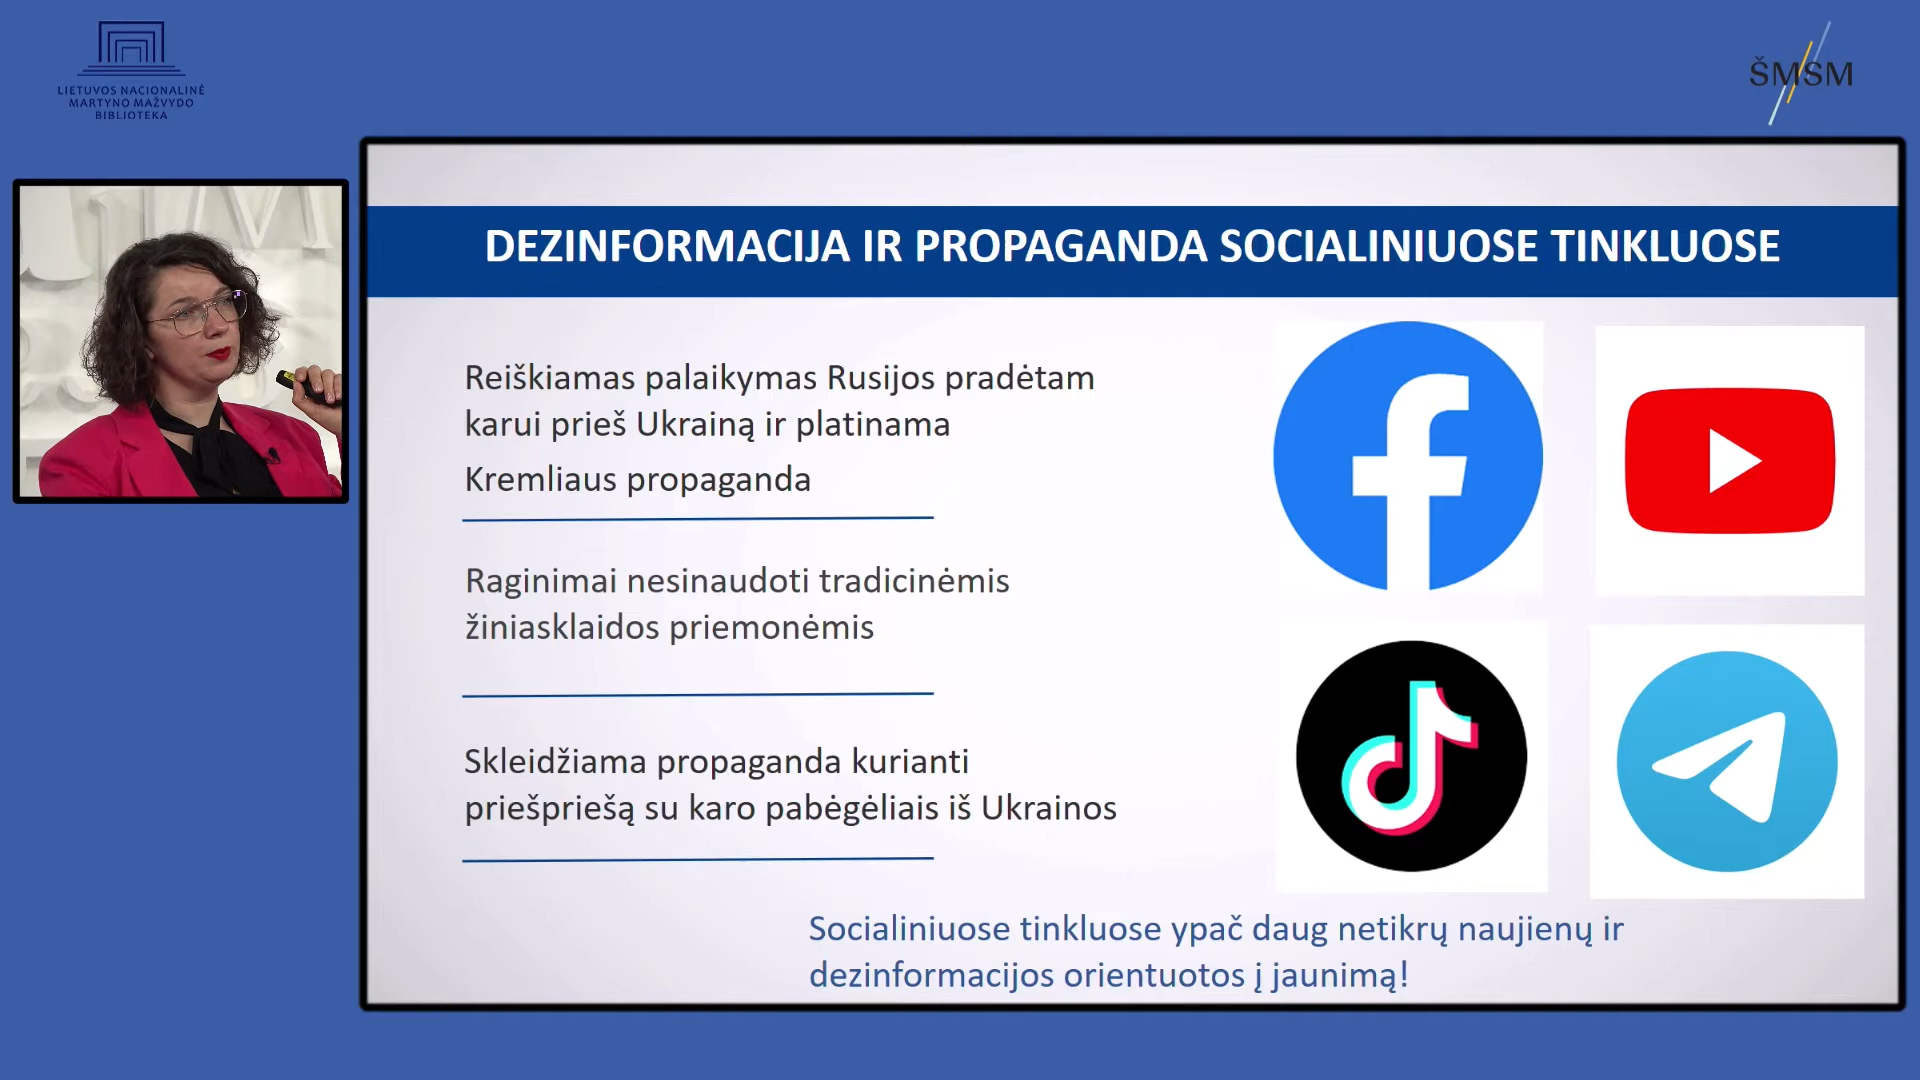 LIETUVOS NACIONALINĖ
MARTYNO MAŽVYDO
BIBLIOTEKA
ŠMSM
DEZINFORMACIJA IR PROPAGANDA SOCIALINIUOSE TINKLUOSE
Reiškiamas palaikymas Rusijos pradėtam
karui prieš Ukrainą ir platinama
Kremliaus propaganda
Raginimai nesinaudoti tradicinėmis
žiniasklaidos priemonėmis
Skleidžiama propaganda kurianti
priešpriešą su karo pabėgėliais iš Ukrainos
Socialiniuose tinkluose ypač daug netikrų naujienų ir
dezinformacijos orientuotos į jaunimą!